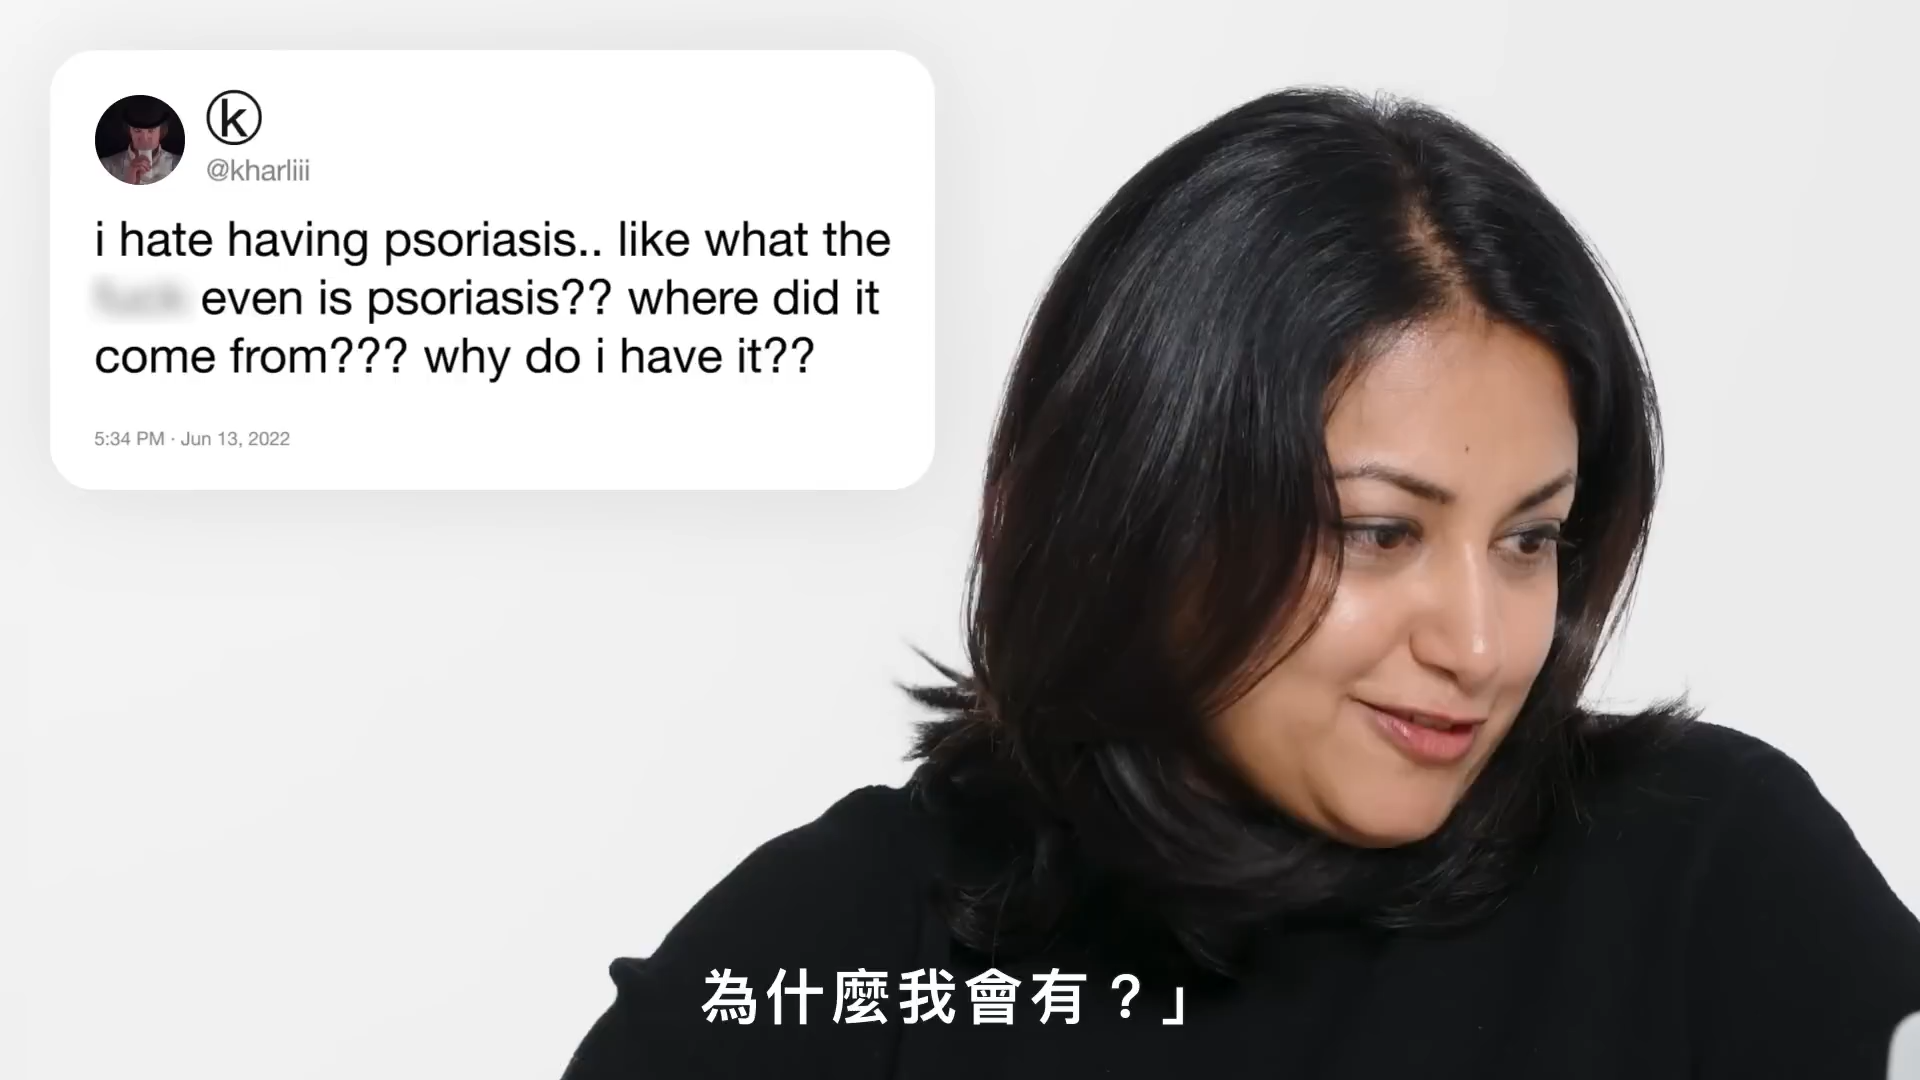 ⓚ
@kharliii
i hate having psoriasis.. like what the
even is psoriasis?? where did it
come from??? why do i have it??
5:34 PM · Jun 13, 2022
為什麼我會有？」